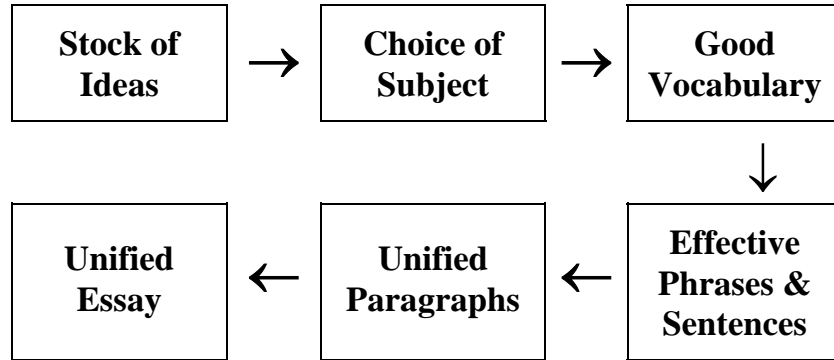 Stock of
Ideas
→
Choice of
Subject
→
Good
Vocabulary
↓
Effective
Phrases &
Sentences
←
Unified
Paragraphs
←
Unified
Essay